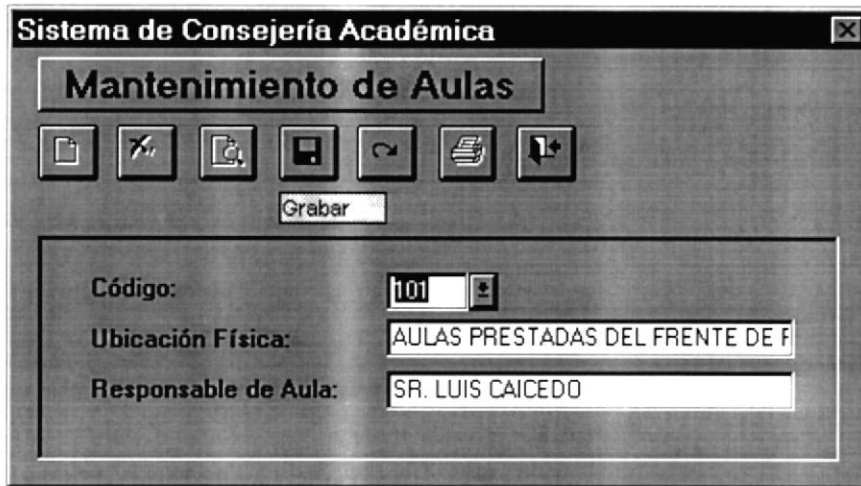 Sistema de Consejería Académica
Mantenimiento de Aulas
Grabar
Código: 101
Ubicación Física: AULAS PRESTADAS DEL FRENTE DE F
Responsable de Aula: SR. LUIS CAICEDO